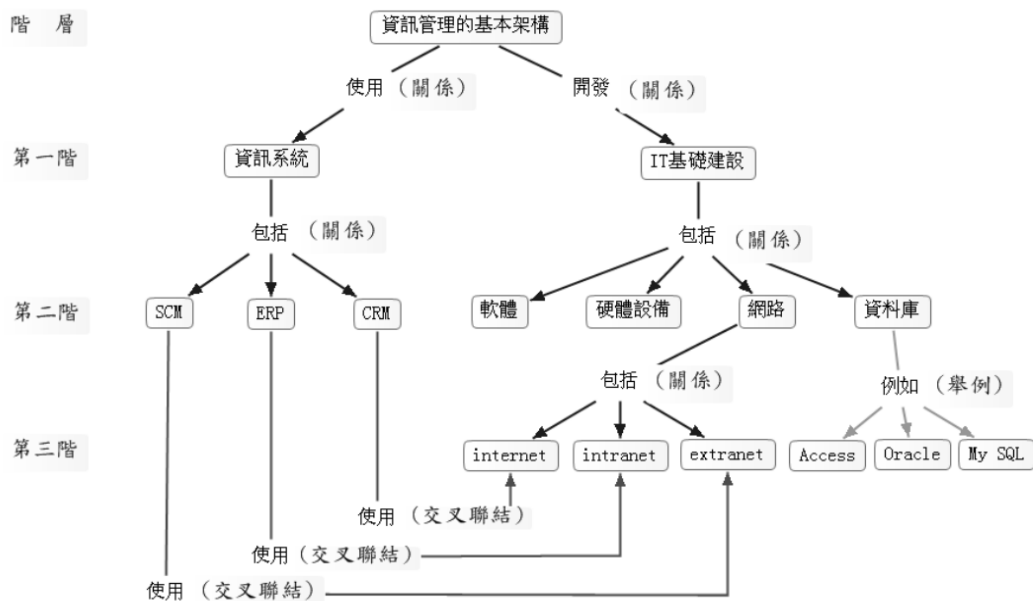 階 層 資訊管理的基本架構
使用 (關係) 開發 (關係)
第一階 資訊系統 IT基礎建設
包括 (關係) 包括 (關係)
第二階 SCM ERP CRM 軟體 硬體設備 網路 資料庫
包括 (關係) 例如 (舉例)
第三階 internet intranet extranet Access Oracle My SQL
使用 (交叉聯結)
使用 (交叉聯結)
使用 (交叉聯結)